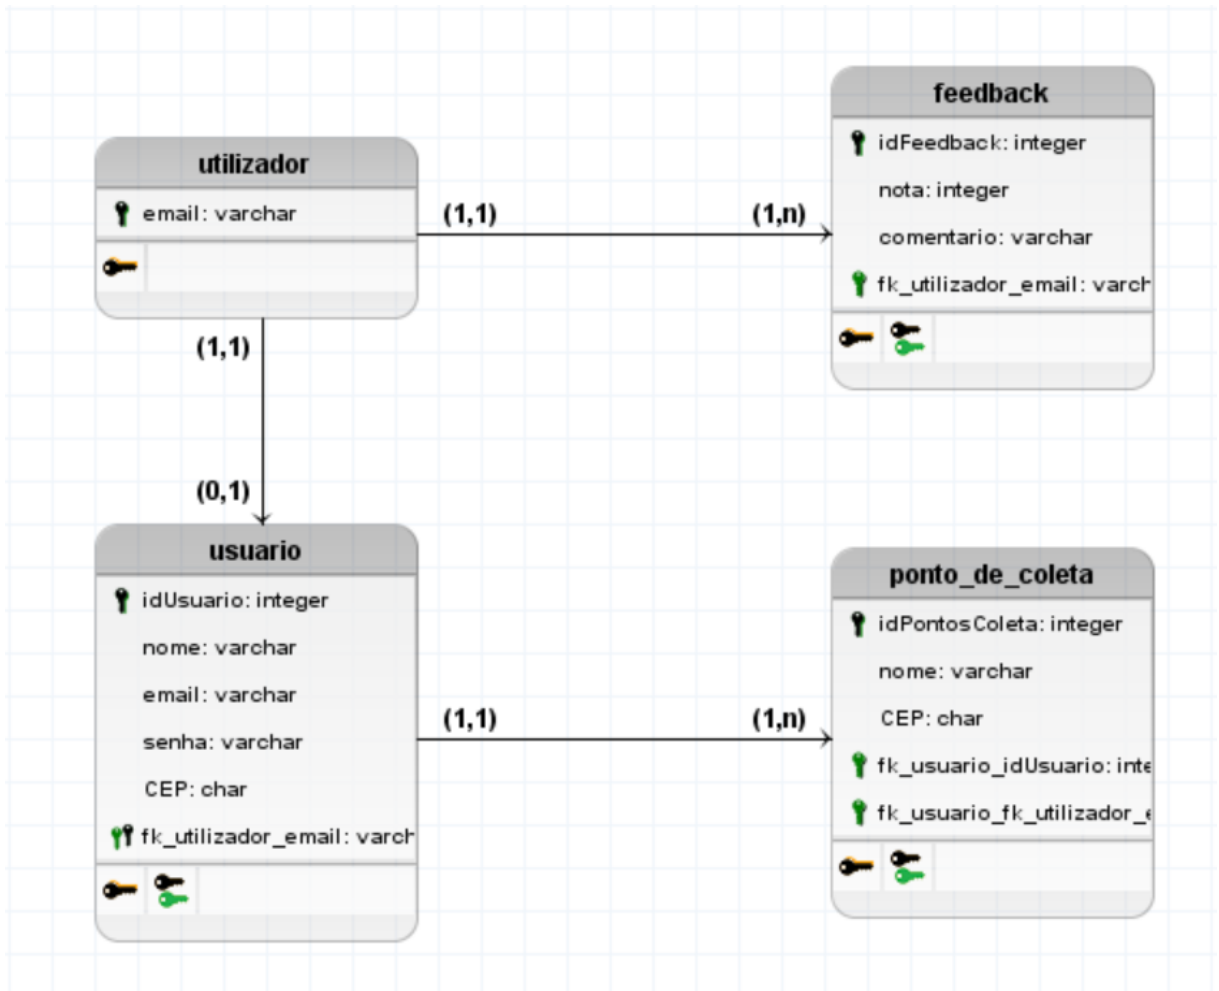 utilizador
email: varchar
(1,1)
(1,n)
feedback
idFeedback: integer
nota: integer
comentario: varchar
fk_utilizador_email: varch
(1,1)
(0,1)
usuario
idUsuario: integer
nome: varchar
email: varchar
senha: varchar
CEP: char
fk_utilizador_email: varch
(1,1)
(1,n)
ponto_de_coleta
idPontosColeta: integer
nome: varchar
CEP: char
fk_usuario_idUsuario: inte
fk_usuario_fk_utilizador_e